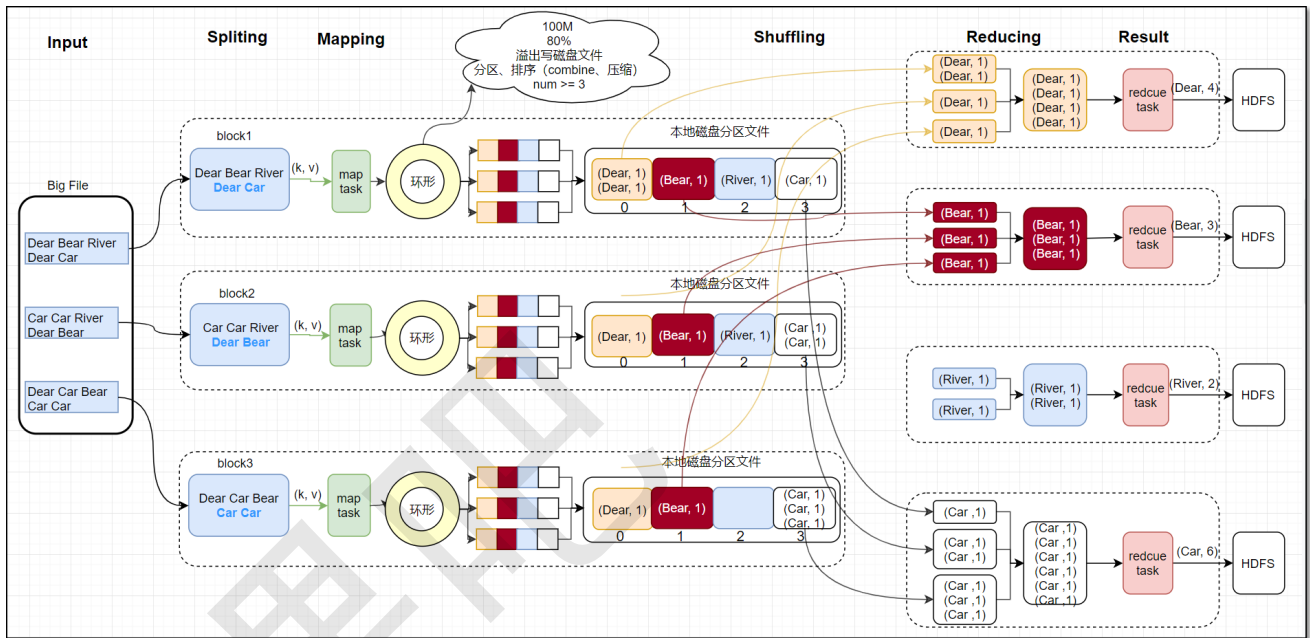 Input
Spliting
Mapping
Shuffling
Reducing
Result
100M
80%
溢出写磁盘文件
分区、排序（combine、压缩）
num >= 3
Big File
Dear Bear River
Dear Car
Car Car River
Dear Bear
Dear Car Bear
Car Car
block1
Dear Bear River
Dear Car
(k, v)
map
task
环形
本地磁盘分区文件
(Dear, 1)
(Dear, 1)
(Bear, 1)
(River, 1)
(Car, 1)
0
1
2
3
block2
Car Car River
Dear Bear
(k, v)
map
task
环形
本地磁盘分区文件
(Dear, 1)
(Bear, 1)
(River, 1)
(Car ,1)
(Car, 1)
0
1
2
3
block3
Dear Car Bear
Car Car
(k, v)
map
task
环形
本地磁盘分区文件
(Dear, 1)
(Bear, 1)
(Car, 1)
(Car, 1)
(Car, 1)
0
1
2
3
(Dear, 1)
(Dear, 1)
(Dear, 1)
(Dear, 1)
(Dear, 1)
(Dear, 1)
(Dear, 1)
(Dear, 1)
redcue
task
(Dear, 4)
HDFS
(Bear, 1)
(Bear, 1)
(Bear, 1)
(Bear, 1)
(Bear, 1)
(Bear, 1)
redcue
task
(Bear, 3)
HDFS
(River, 1)
(River, 1)
(River, 1)
(River, 1)
redcue
task
(River, 2)
HDFS
(Car ,1)
(Car ,1)
(Car ,1)
(Car ,1)
(Car ,1)
(Car ,1)
(Car ,1)
(Car ,1)
(Car ,1)
(Car ,1)
(Car ,1)
(Car ,1)
redcue
task
(Car, 6)
HDFS